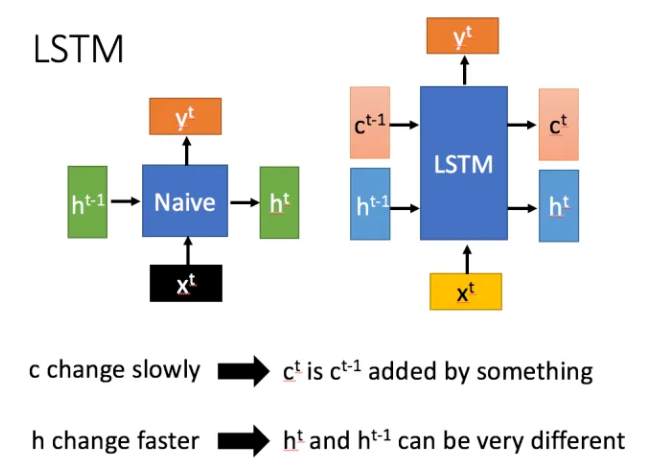 LSTM
yᵗ
hᵗ⁻¹ Naive hᵗ
xᵗ
yᵗ
cᵗ⁻¹ cᵗ
LSTM
hᵗ⁻¹ hᵗ
xᵗ
c change slowly cᵗ is cᵗ⁻¹ added by something
h change faster hᵗ and hᵗ⁻¹ can be very different